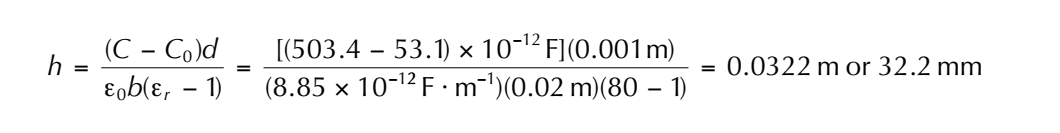 h = (C − C₀)d / ε₀b(εᵣ − 1) = [(503.4 − 53.1) × 10⁻¹² F](0.001 m) / (8.85 × 10⁻¹² F · m⁻¹)(0.02 m)(80 − 1) = 0.0322 m or 32.2 mm